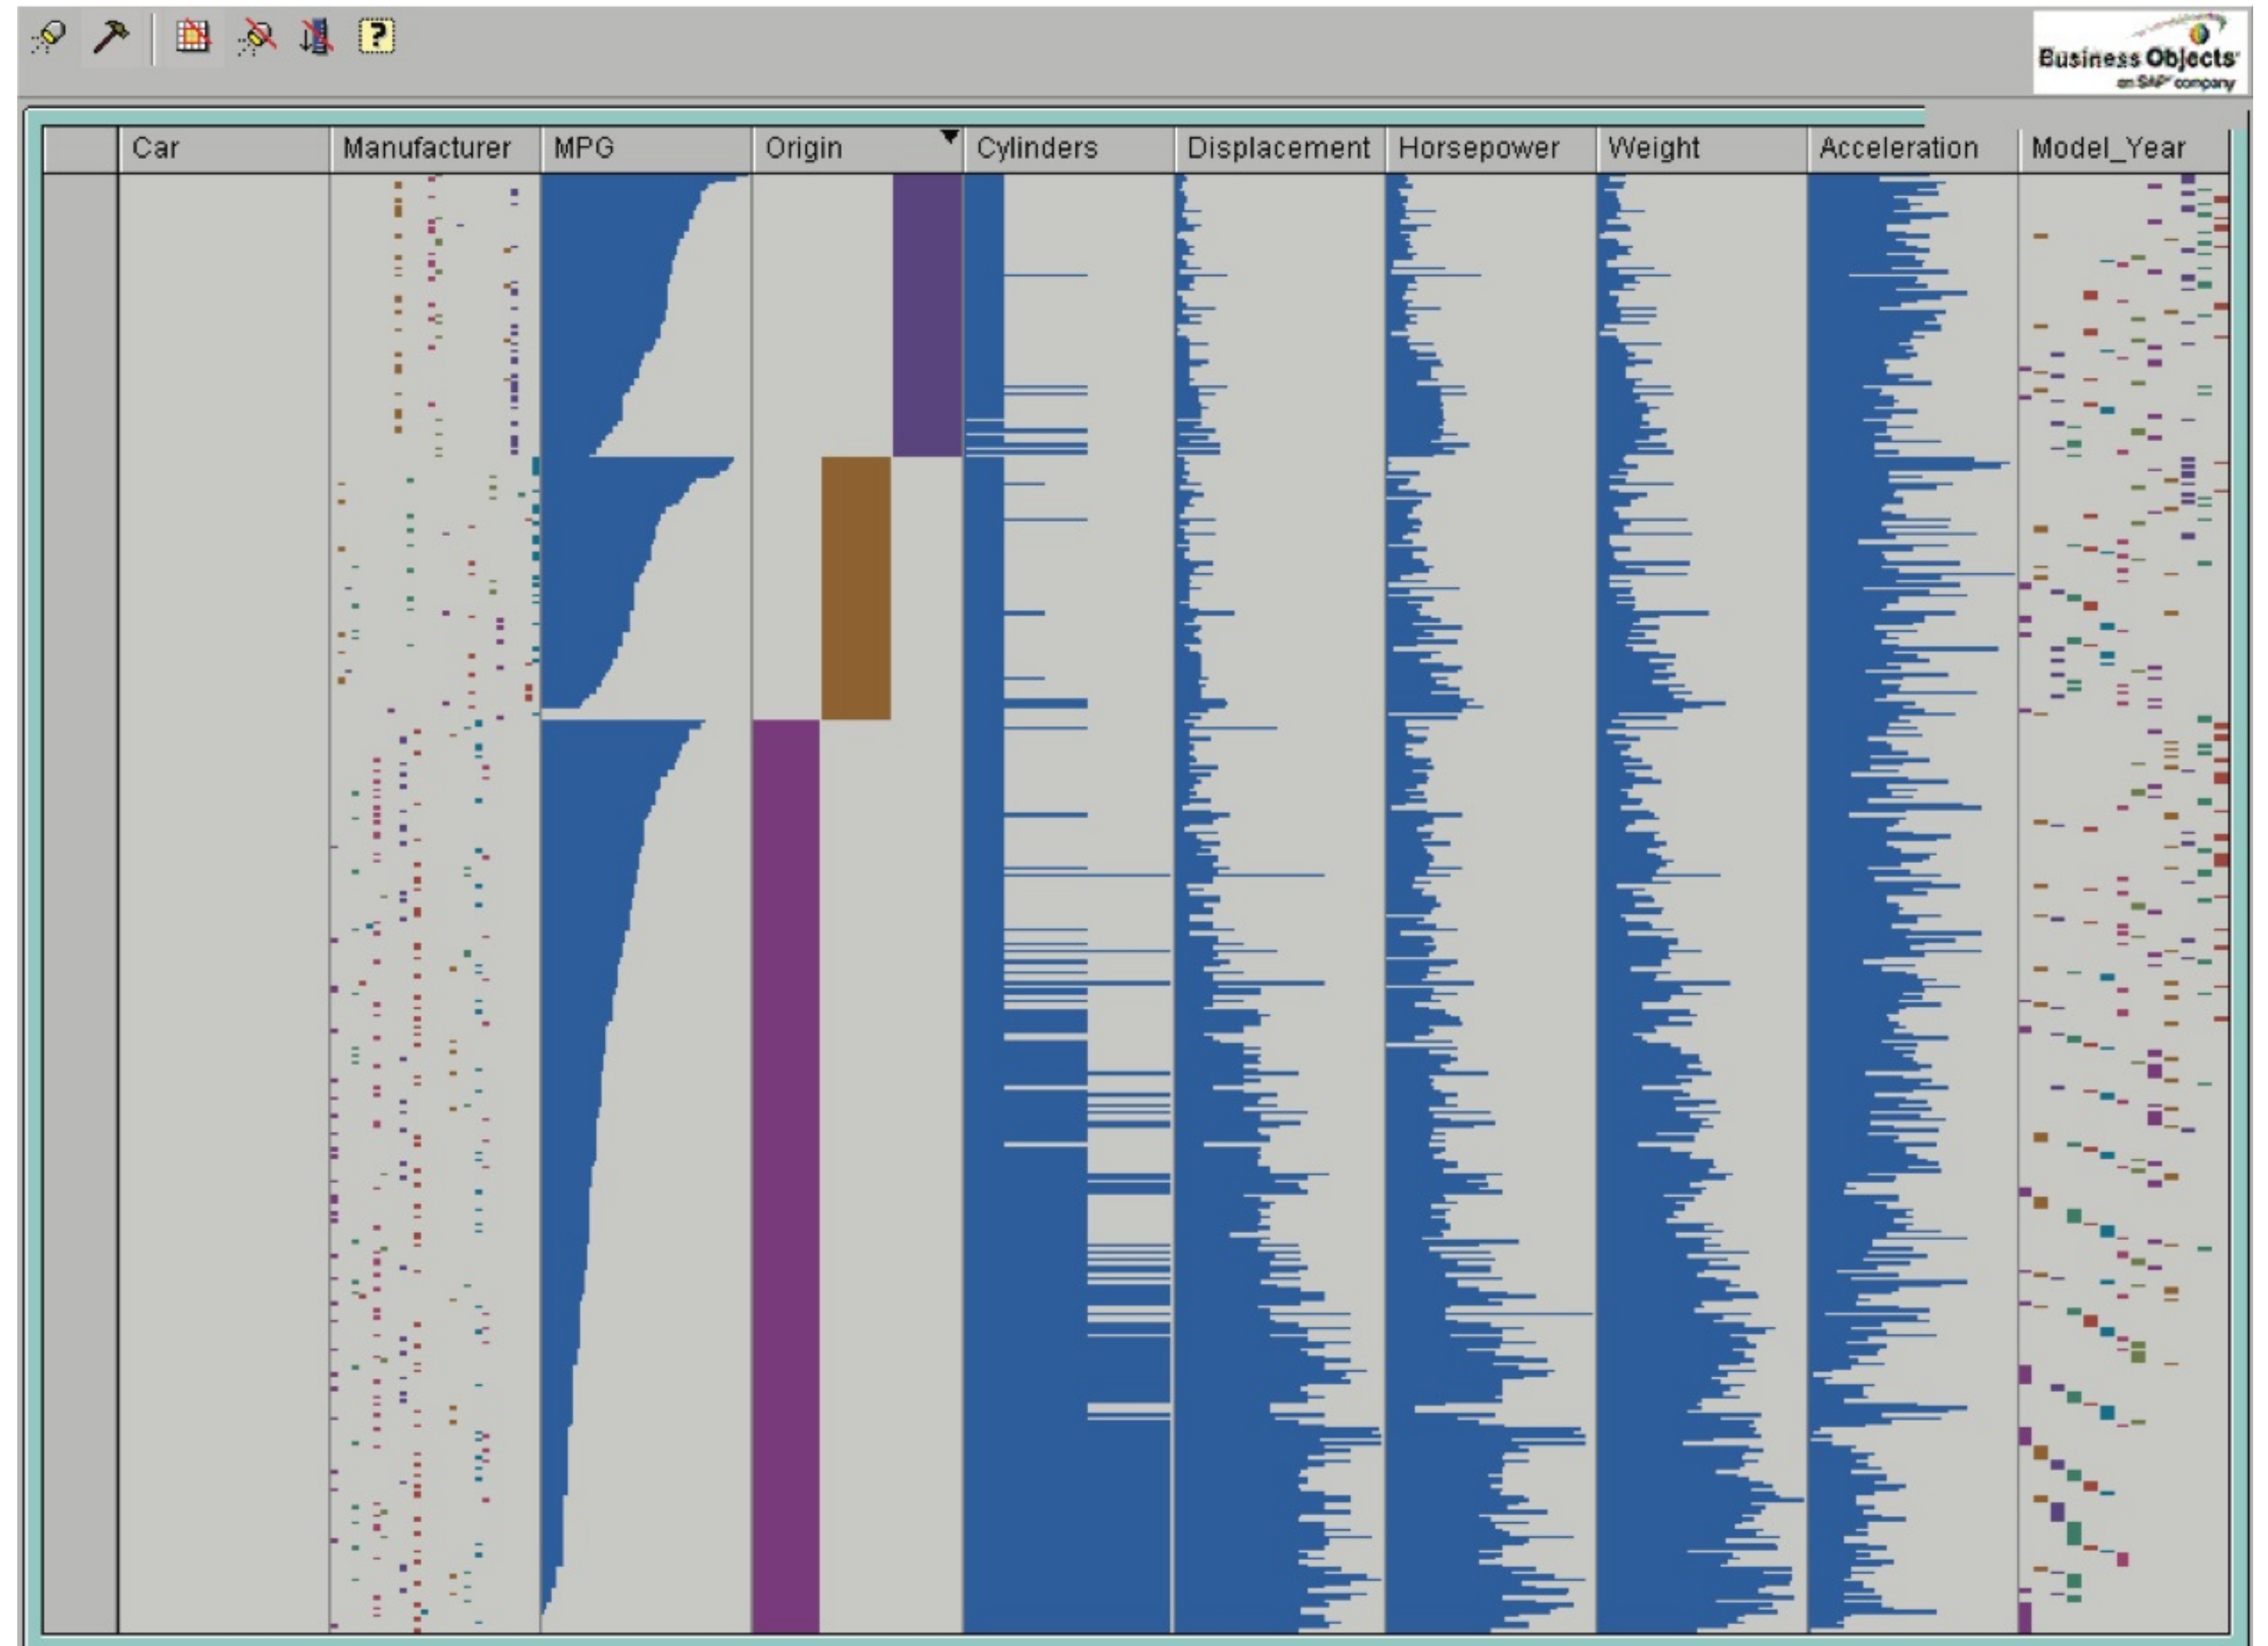 ?
Business Objects
an SAP company
Car
Manufacturer
MPG
Origin
Cylinders
Displacement
Horsepower
Weight
Acceleration
Model_Year